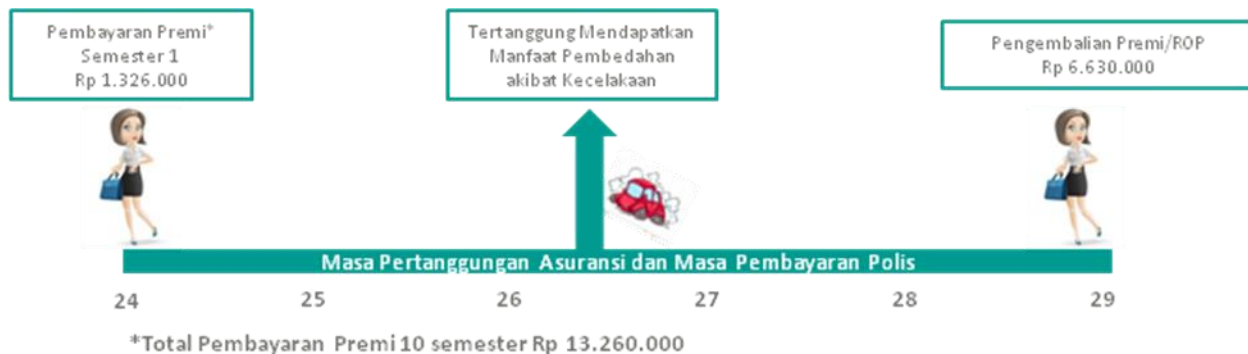 Pembayaran Premi*
Semester 1
Rp 1.326.000
Tertanggung Mendapatkan
Manfaat Pembedahan
akibat Kecelakaan
Pengembalian Premi/ROP
Rp 6.630.000
Masa Pertanggungan Asuransi dan Masa Pembayaran Polis
24 25 26 27 28 29
*Total Pembayaran Premi 10 semester Rp 13.260.000